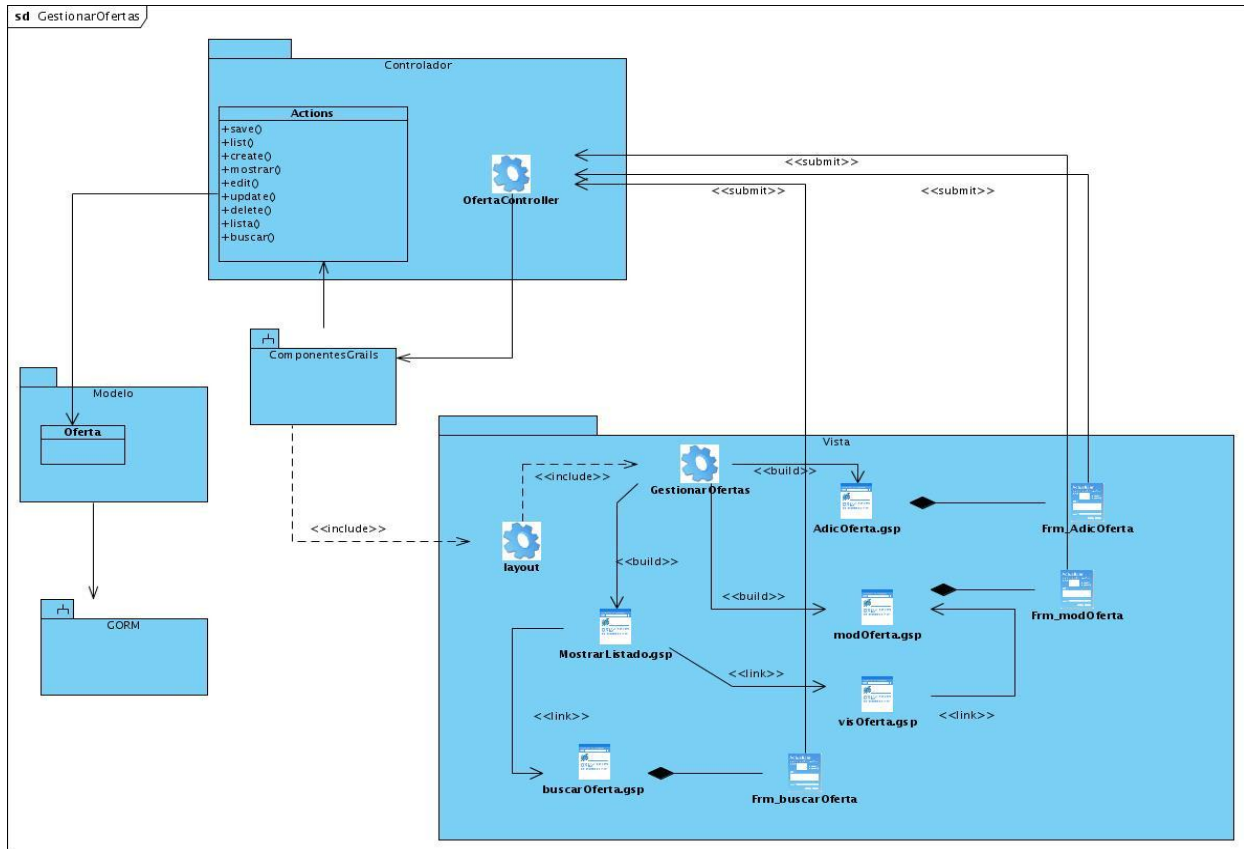 sd GestionarOfertas
Controlador
Actions
+save()
+list()
+create()
+mostrar()
+edit()
+update()
+delete()
+lista()
+buscar()
OfertaController
<<submit>>
<<submit>>
<<submit>>
ComponentesGrails
Modelo
Oferta
GORM
<<include>>
Vista
<<include>>
GestionarOfertas
<<build>>
layout
AdicOferta.gsp
Frm_AdicOferta
<<build>>
<<build>>
MostrarListado.gsp
modOferta.gsp
Frm_modOferta
<<link>>
visOferta.gsp
<<link>>
<<link>>
buscarOferta.gsp
Frm_buscarOferta